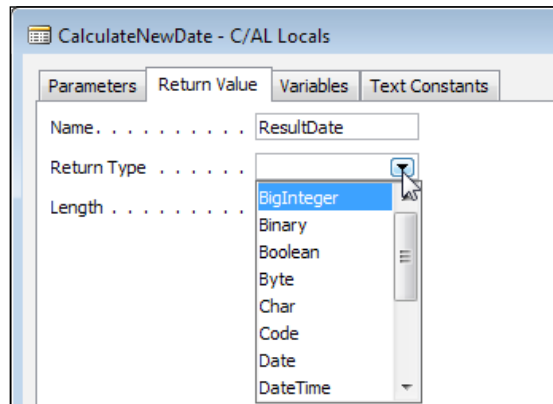 CalculateNewDate - C/AL Locals
Parameters Return Value Variables Text Constants
Name. . . . . . . . . . ResultDate
Return Type . . . . . .
BigInteger
Length . . . . . . . . .
Binary
Boolean
Byte
Char
Code
Date
DateTime